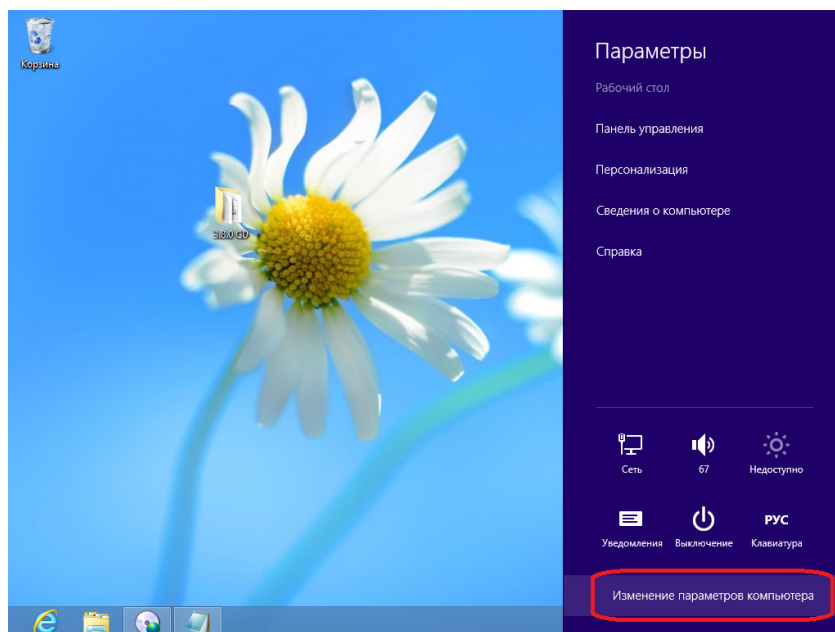 Корзина
3.8.0 GD
Параметры
Рабочий стол
Панель управления
Персонализация
Сведения о компьютере
Справка
Сеть
67
Недоступно
Уведомления
Выключение
РУС
Клавиатура
Изменение параметров компьютера